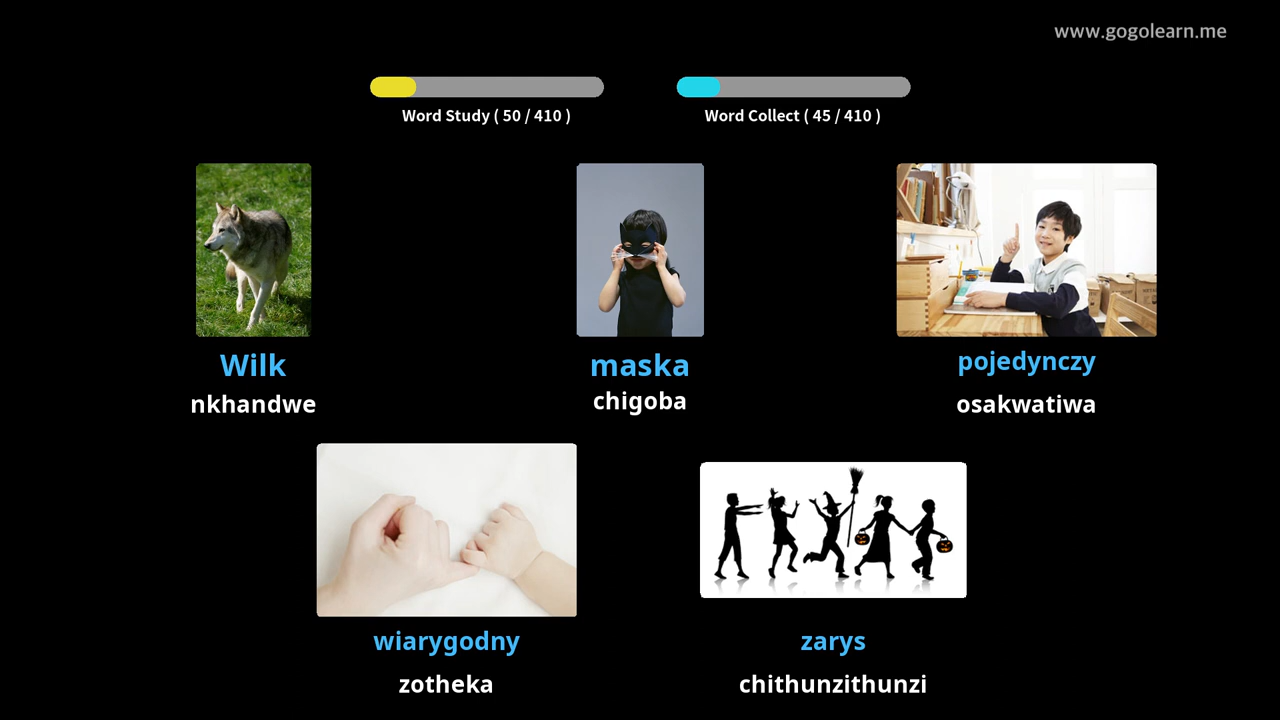 www.gogolearn.me
Word Study ( 50 / 410 )
Word Collect ( 45 / 410 )
Wilk
nkhandwe
maska
chigoba
pojedynczy
osakwatiwa
wiarygodny
zotheka
zarys
chithunzithunzi